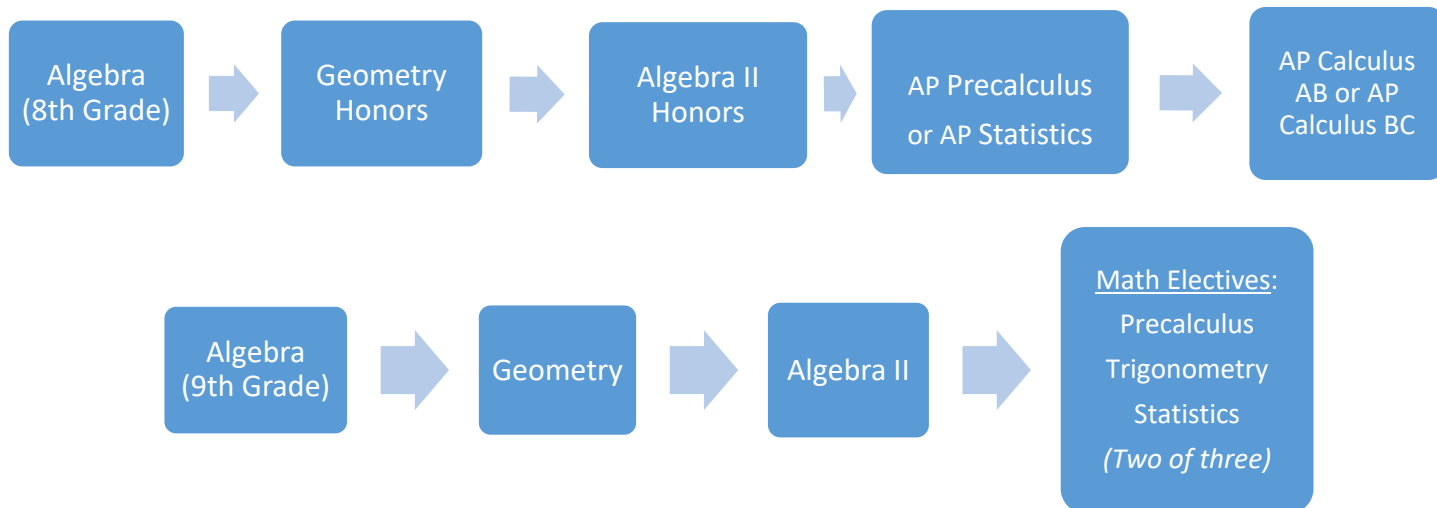 Algebra
(8th Grade)
Geometry
Honors
Algebra II
Honors
AP Precalculus
or AP Statistics
AP Calculus
AB or AP
Calculus BC
Algebra
(9th Grade)
Geometry
Algebra II
Math Electives:
Precalculus
Trigonometry
Statistics
(Two of three)